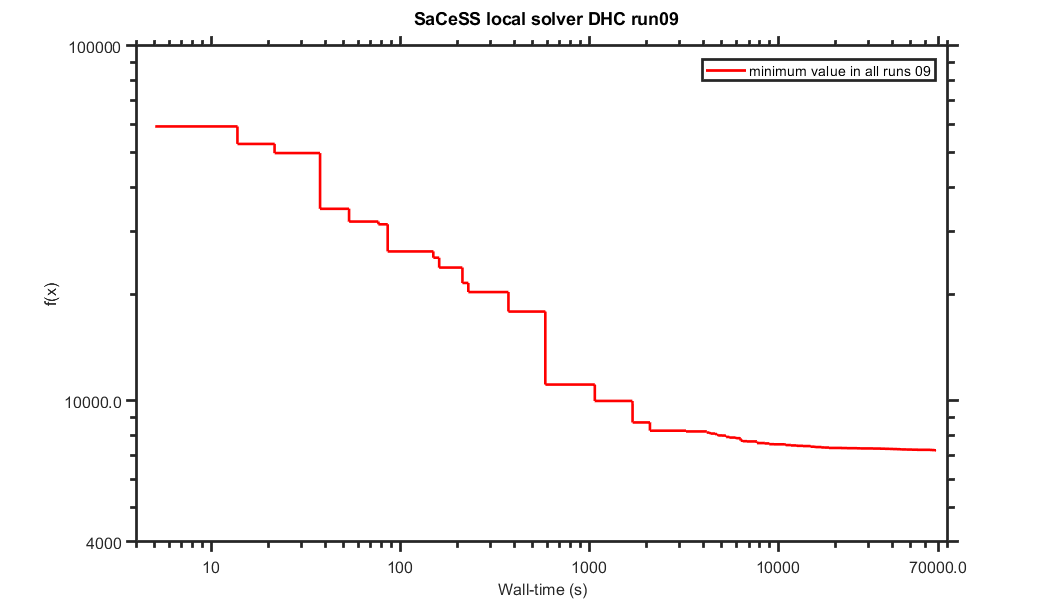 SaCeSS local solver DHC run09
100000
minimum value in all runs 09
f(x)
10000.0
4000
10
100
1000
10000
70000.0
Wall-time (s)